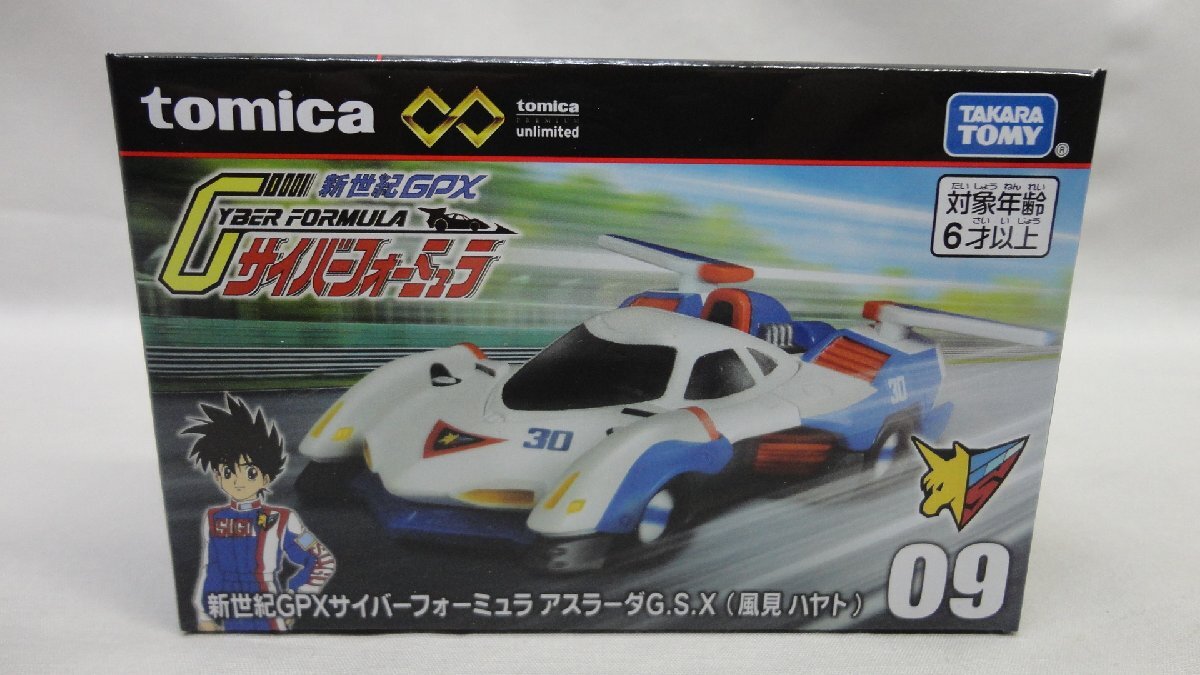 tomica
tomica
PREMIUM
unlimited
TAKARA
TOMY
®
新世紀GPX
CYBER FORMULA
サイバーフォーミュラ
たいしょうねんれい
対象年齢
さいいじょう
6才以上
30
30
SUGI
新世紀GPXサイバーフォーミュラ アスラーダG.S.X（風見 ハヤト）
09